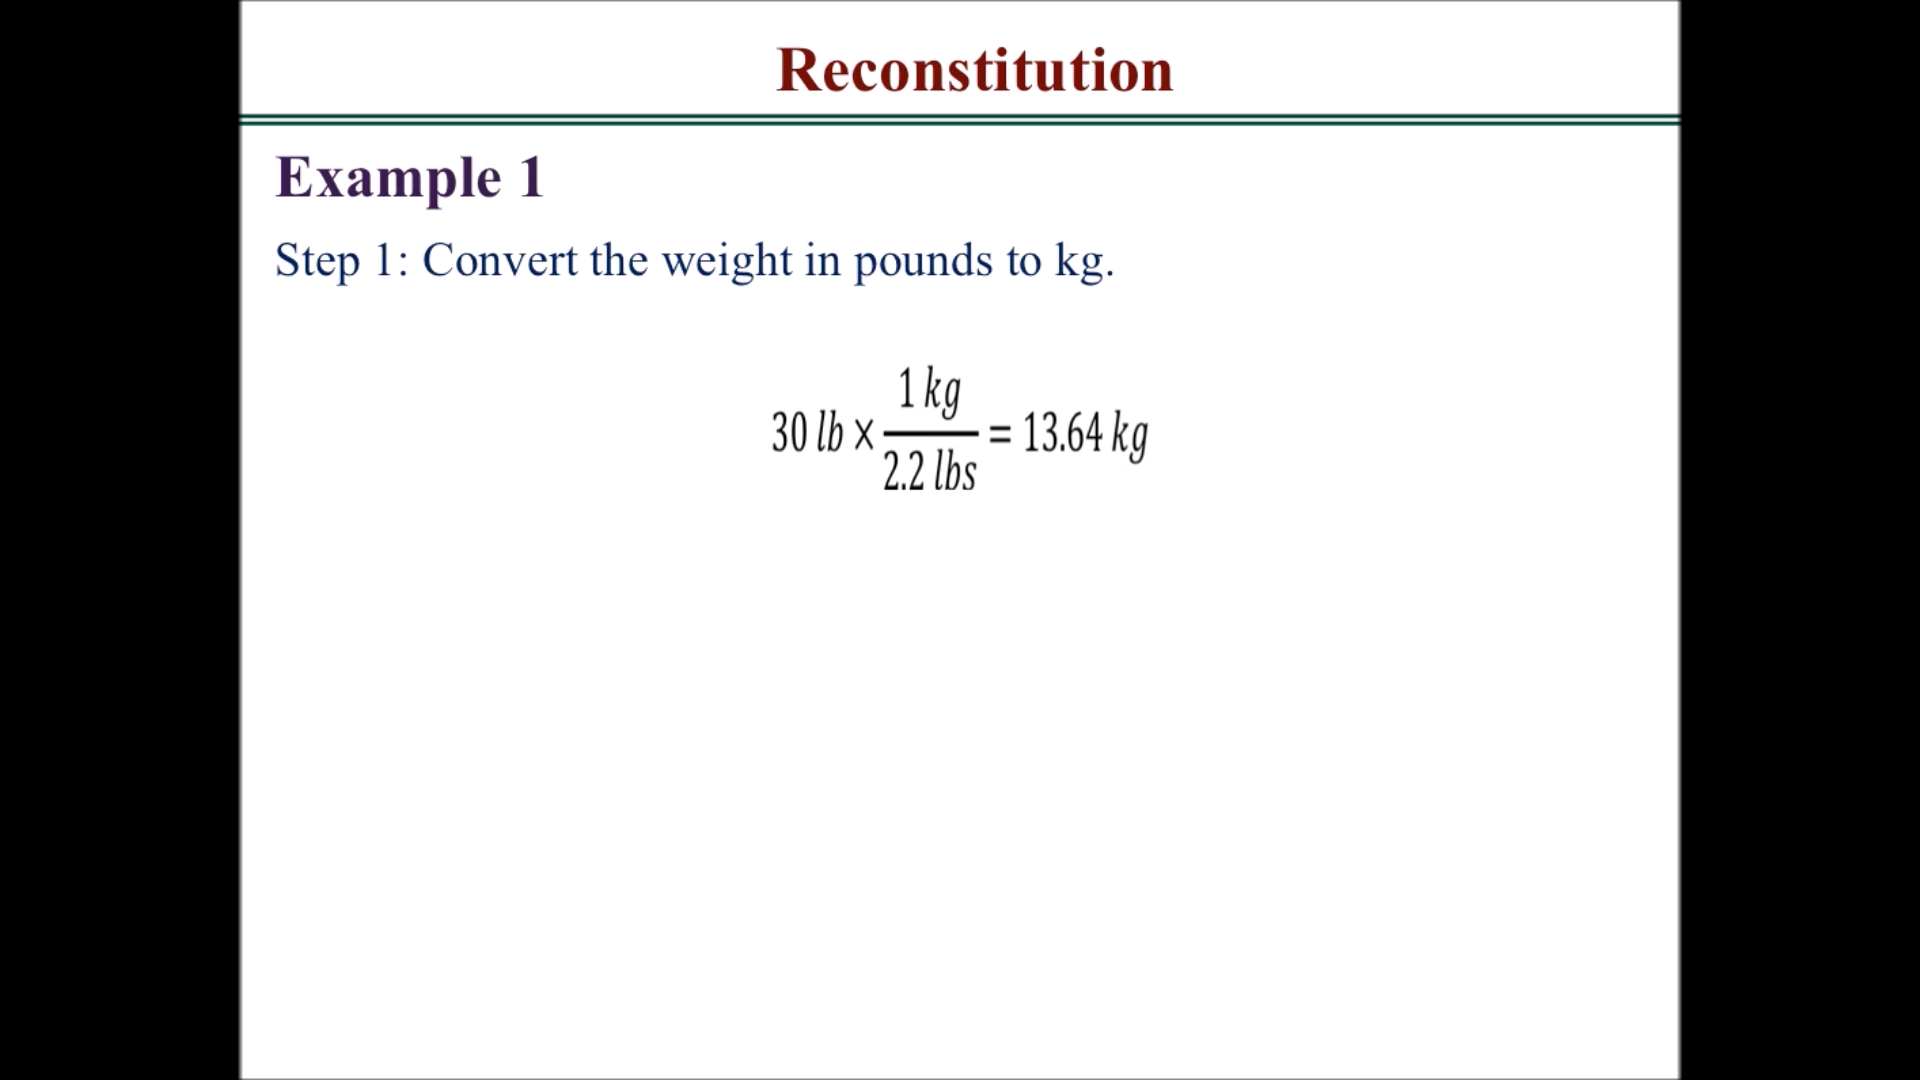 Reconstitution
Example 1
Step 1: Convert the weight in pounds to kg.
30 lb × 1 kg / 2.2 lbs = 13.64 kg